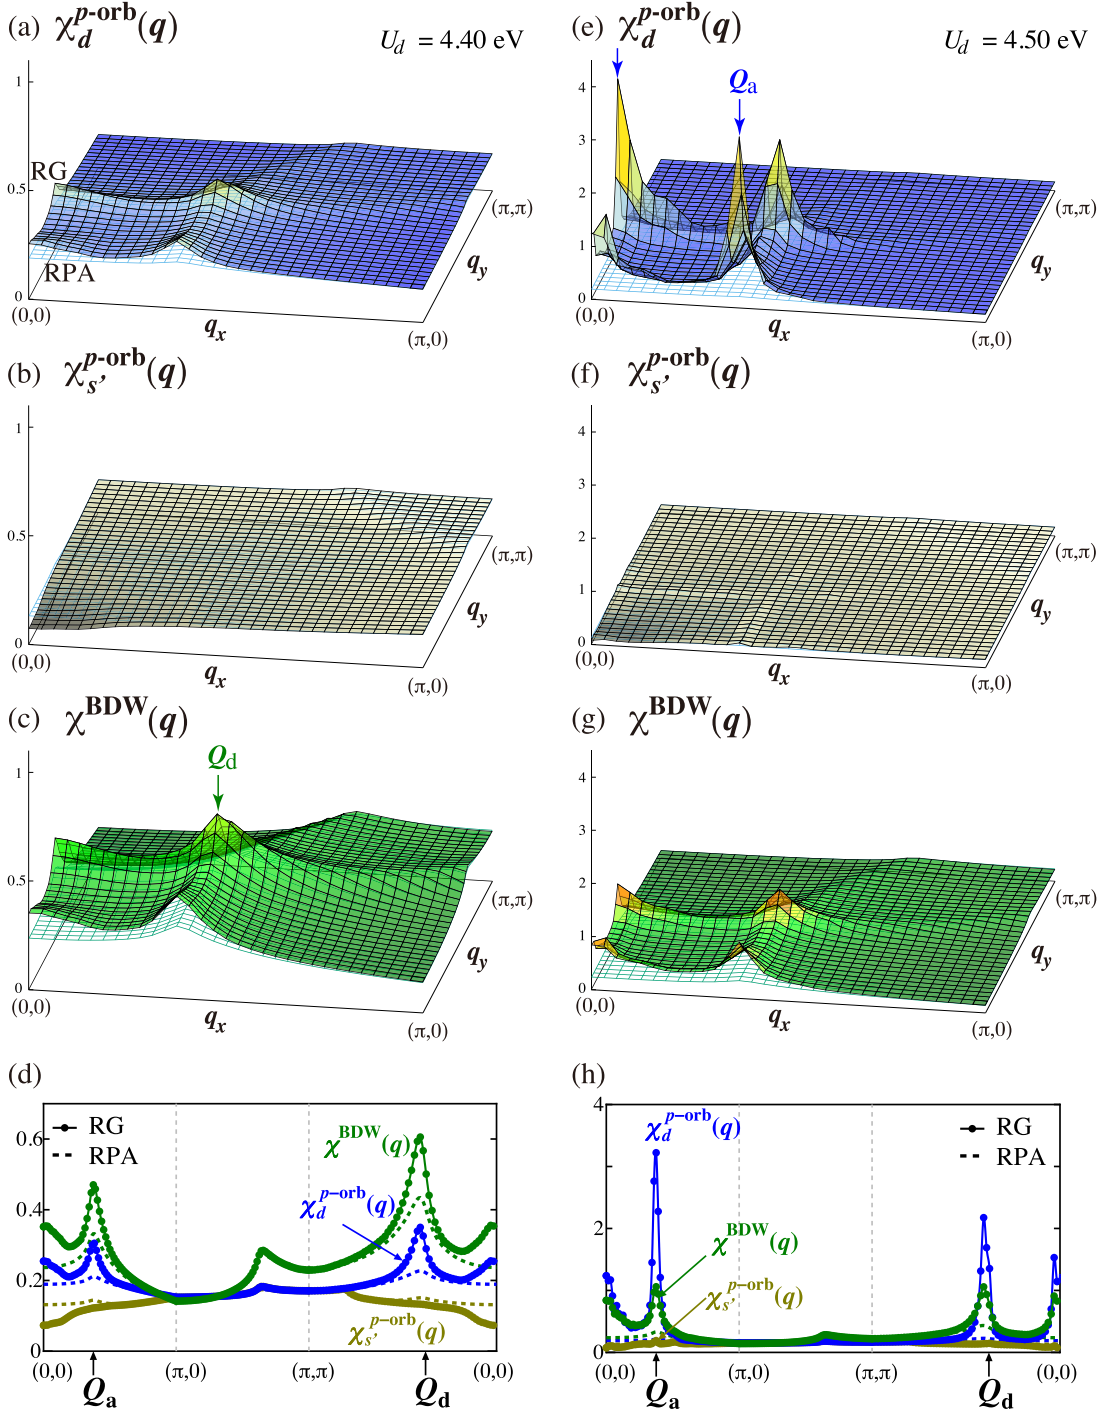 (a) χ_d^{p-orb}(q)
U_d = 4.40 eV
1
RG
0.5
(π,π)
RPA
q_y
0
(0,0)
q_x
(π,0)
(b) χ_{s'}^{p-orb}(q)
1
0.5
(π,π)
q_y
0
(0,0)
q_x
(π,0)
(c) χ^{BDW}(q)
Q_d
1
0.5
(π,π)
q_y
0
(0,0)
q_x
(π,0)
(d)
RG
RPA
χ^{BDW}(q)
χ_d^{p-orb}(q)
χ_{s'}^{p-orb}(q)
0.6
0.4
0.2
0
(0,0) (π,0) (π,π) (0,0)
Q_a Q_d
(e) χ_d^{p-orb}(q)
U_d = 4.50 eV
Q_a
4
3
2
(π,π)
1
q_y
0
(0,0)
q_x
(π,0)
(f) χ_{s'}^{p-orb}(q)
4
3
2
(π,π)
1
q_y
0
(0,0)
q_x
(π,0)
(g) χ^{BDW}(q)
4
3
2
(π,π)
1
q_y
0
(0,0)
q_x
(π,0)
(h)
χ_d^{p-orb}(q)
RG
RPA
χ^{BDW}(q)
χ_{s'}^{p-orb}(q)
4
2
0
(0,0) (π,0) (π,π) (0,0)
Q_a Q_d